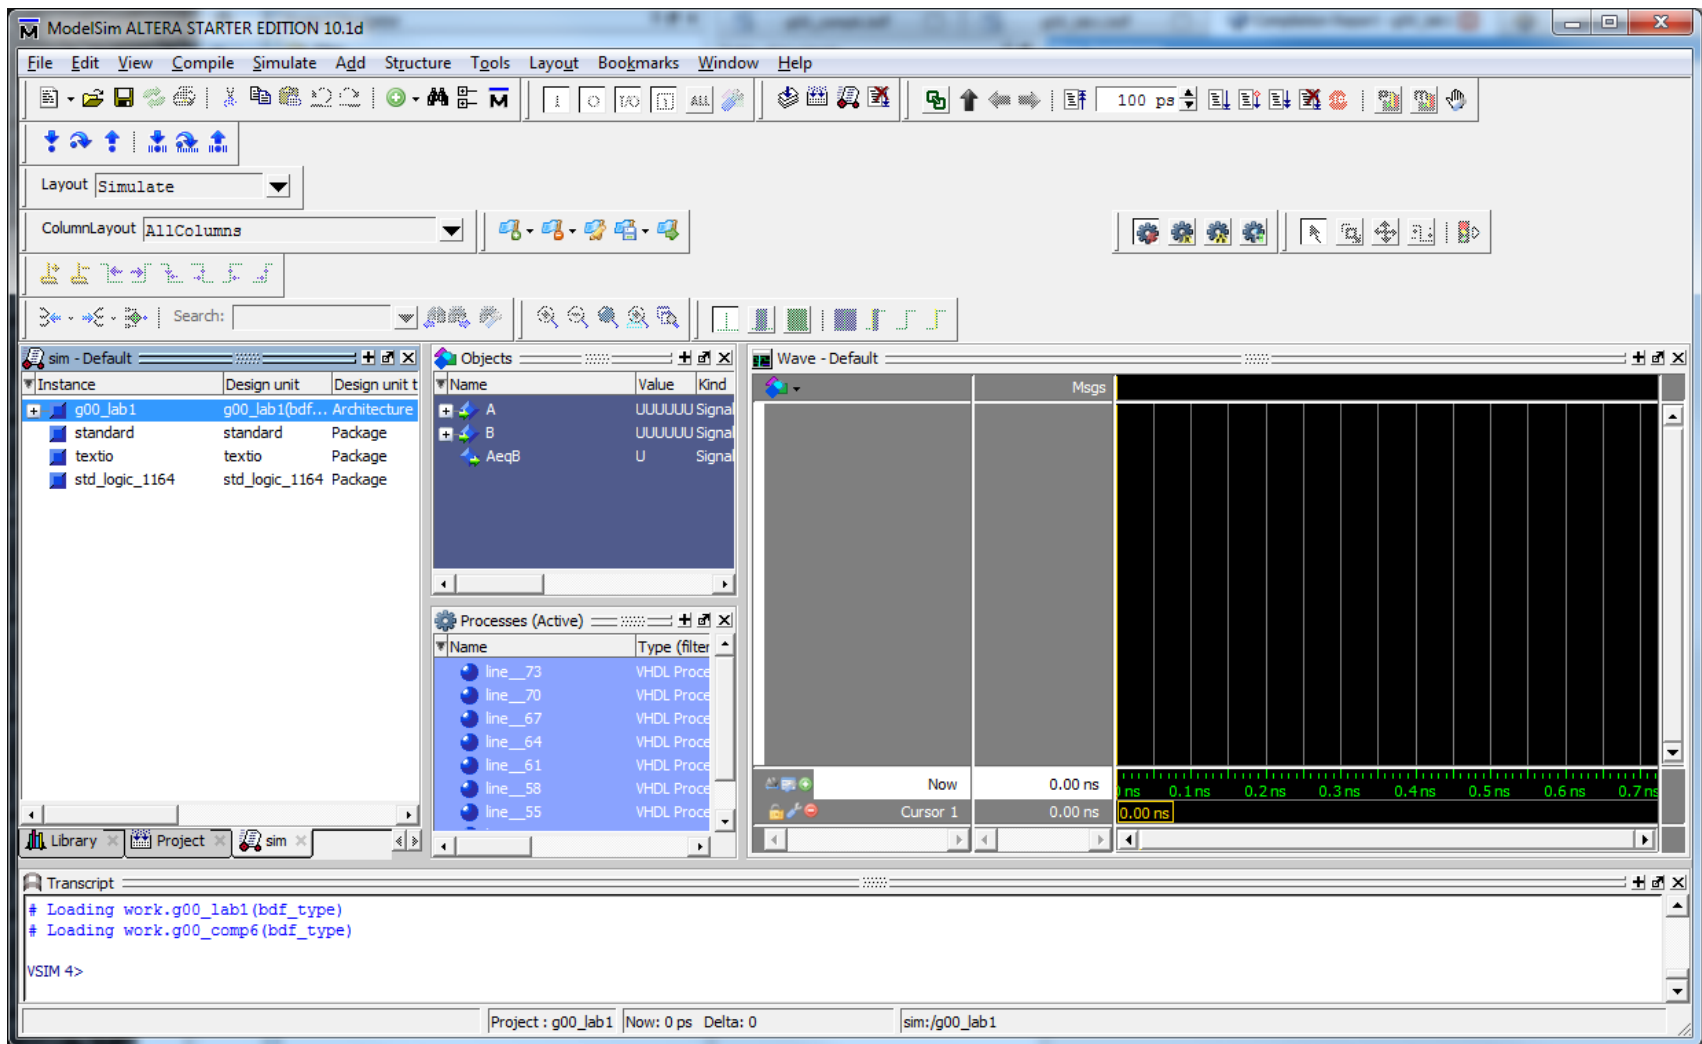 ModelSim ALTERA STARTER EDITION 10.1d
File Edit View Compile Simulate Add Structure Tools Layout Bookmarks Window Help
100 ps
Layout Simulate
ColumnLayout AllColumns
Search:
sim - Default
Instance Design unit Design unit t
g00_lab1 g00_lab1(bdf... Architecture
standard standard Package
textio textio Package
std_logic_1164 std_logic_1164 Package
Library Project sim
Objects
Name Value Kind
A UUUUUU Signal
B UUUUUU Signal
AeqB U Signal
Processes (Active)
Name Type (filter
line__73 VHDL Proce
line__70 VHDL Proce
line__67 VHDL Proce
line__64 VHDL Proce
line__61 VHDL Proce
line__58 VHDL Proce
line__55 VHDL Proce
Wave - Default
Msgs
Now 0.00 ns
ns 0.1 ns 0.2 ns 0.3 ns 0.4 ns 0.5 ns 0.6 ns 0.7 ns
Cursor 1 0.00 ns 0.00 ns
Transcript
# Loading work.g00_lab1(bdf_type)
# Loading work.g00_comp6(bdf_type)
VSIM 4>
Project : g00_lab1 Now: 0 ps Delta: 0 sim:/g00_lab1